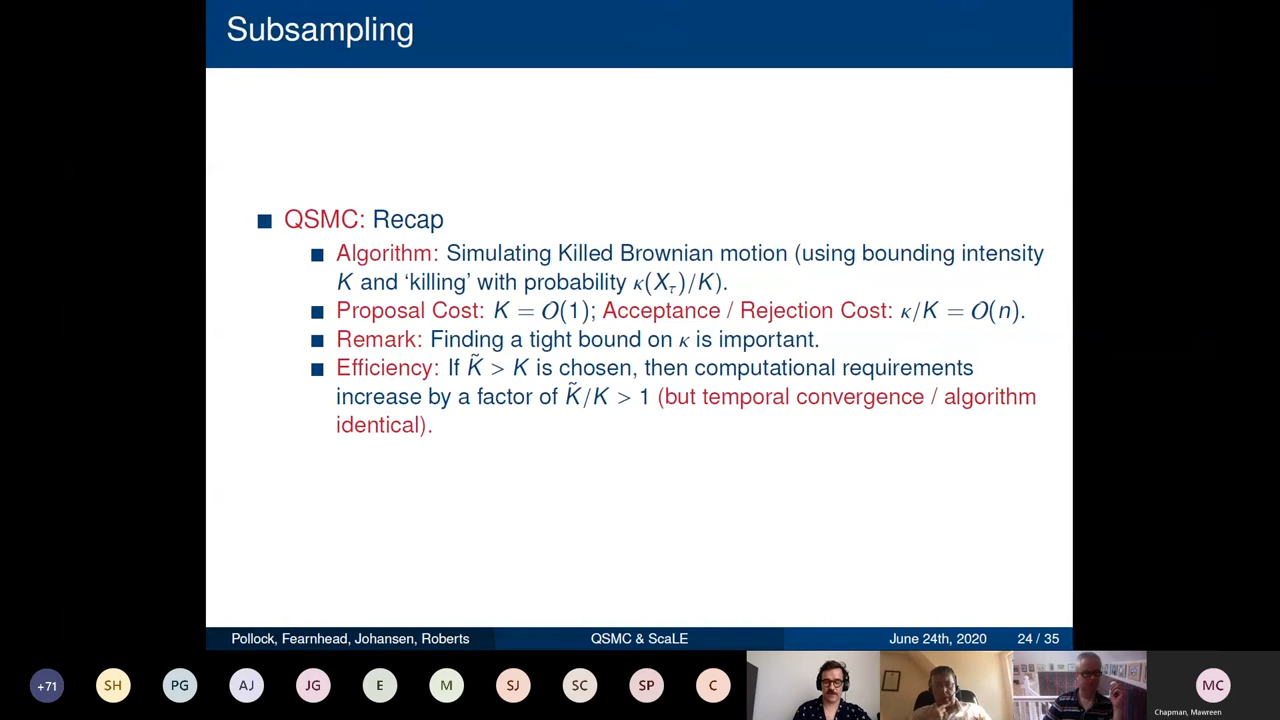 Subsampling
QSMC: Recap
Algorithm: Simulating Killed Brownian motion (using bounding intensity
K and ‘killing’ with probability κ(Xτ)/K).
Proposal Cost: K = O(1); Acceptance / Rejection Cost: κ/K = O(n).
Remark: Finding a tight bound on κ is important.
Efficiency: If K̃ > K is chosen, then computational requirements
increase by a factor of K̃/K > 1 (but temporal convergence / algorithm
identical).
Pollock, Fearnhead, Johansen, Roberts QSMC & ScaLE June 24th, 2020 24 / 35
+71 SH PG AJ JG E M SJ SC SP C MC
Chapman, Mawreen